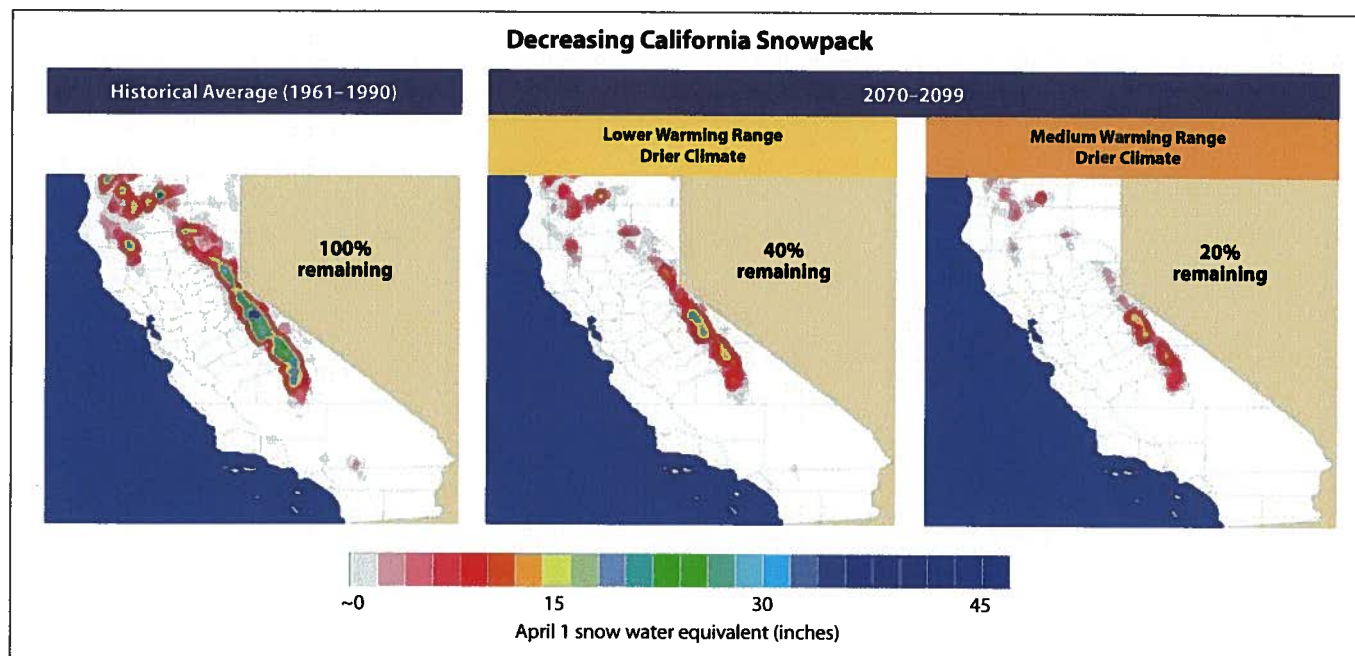 Decreasing California Snowpack
Historical Average (1961–1990)
2070–2099
Lower Warming Range
Drier Climate
Medium Warming Range
Drier Climate
100%
remaining
40%
remaining
20%
remaining
~0
15
30
45
April 1 snow water equivalent (inches)